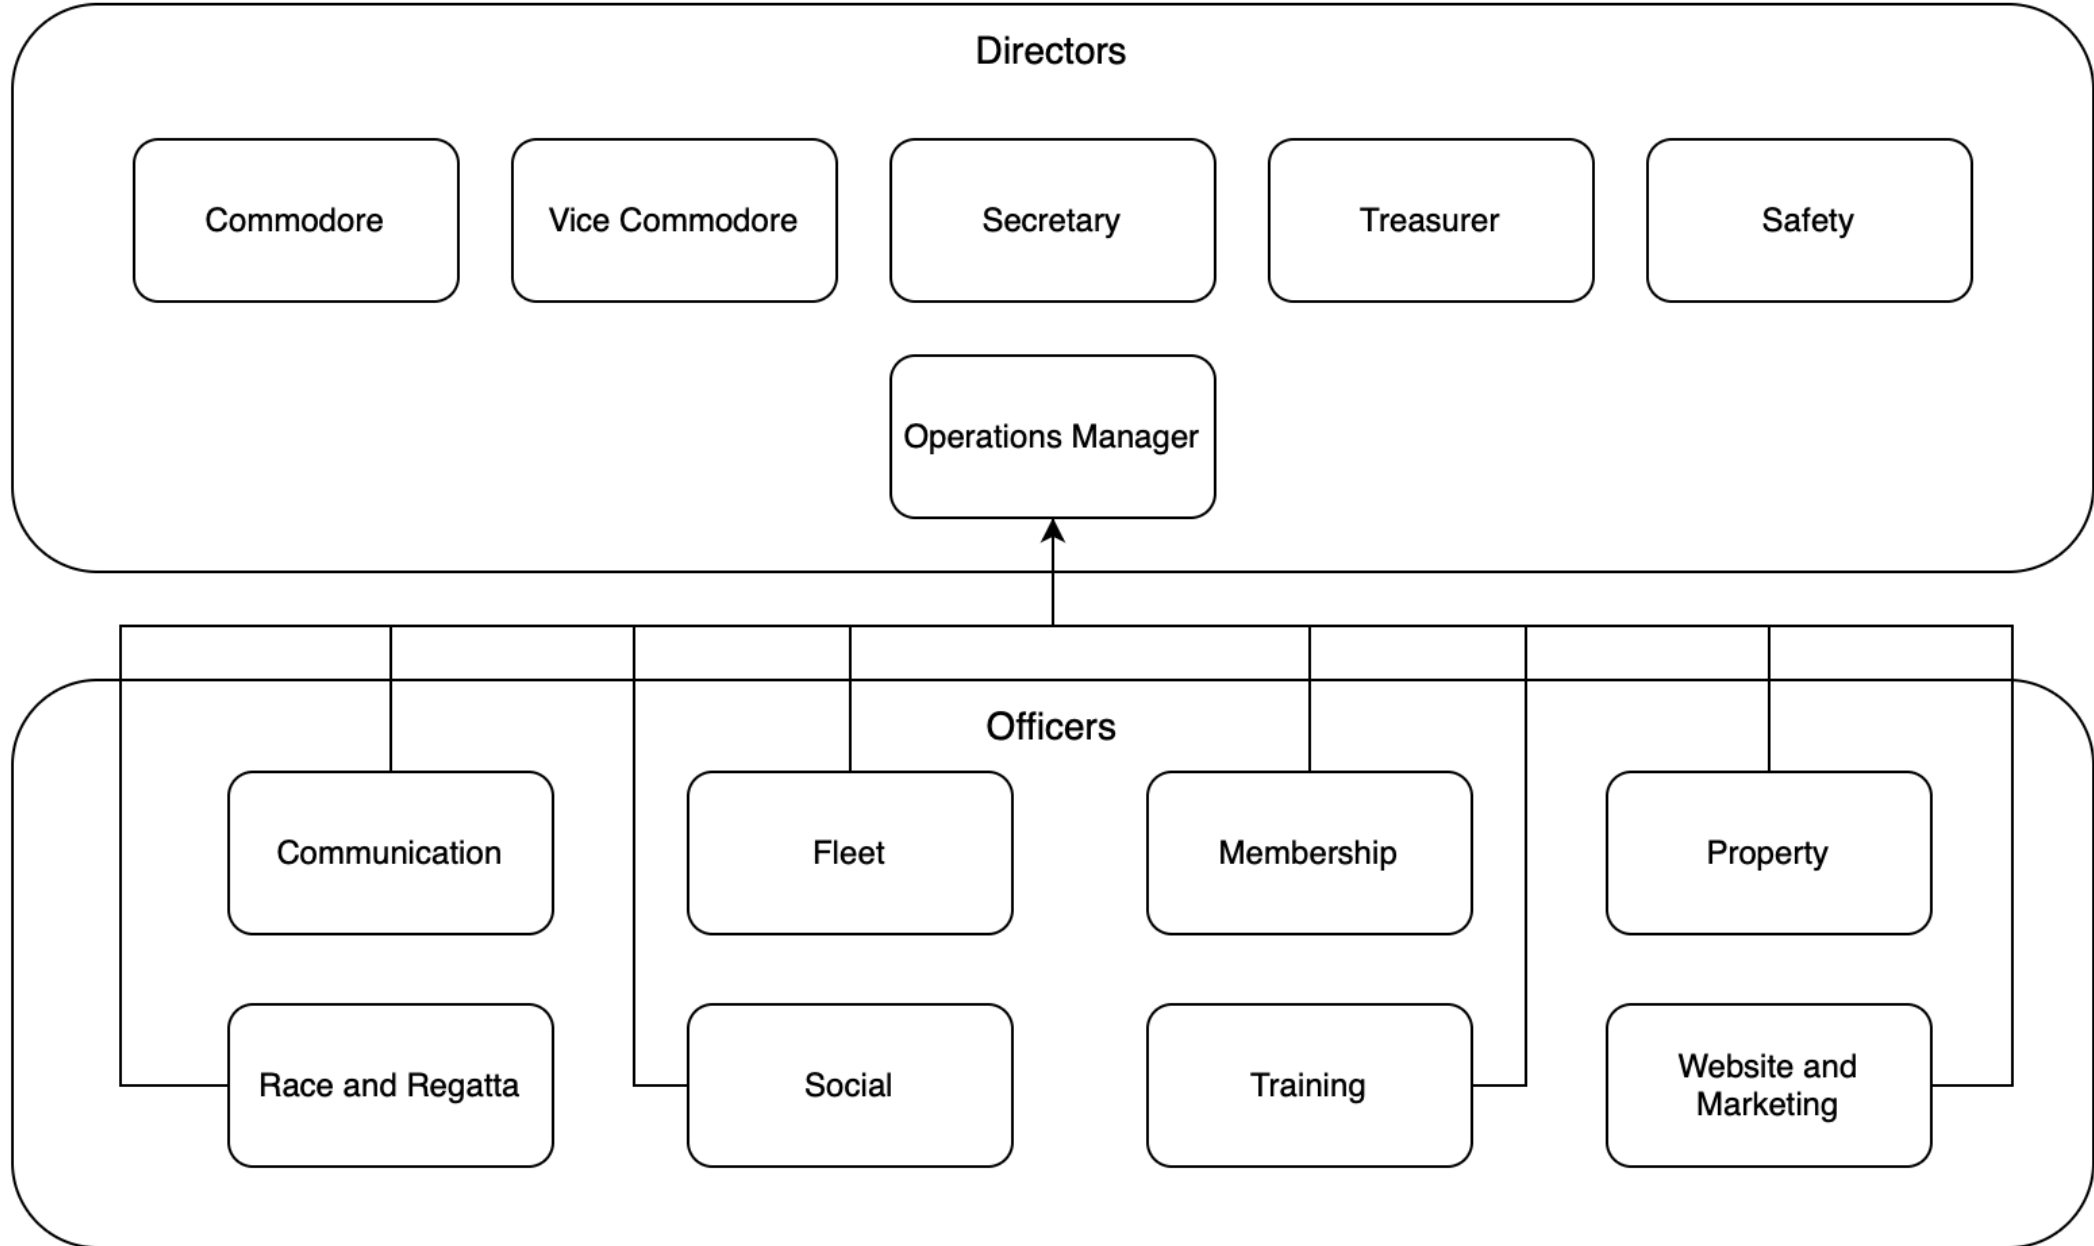 Directors
Commodore
Vice Commodore
Secretary
Treasurer
Safety
Operations Manager
Officers
Communication
Fleet
Membership
Property
Race and Regatta
Social
Training
Website and
Marketing